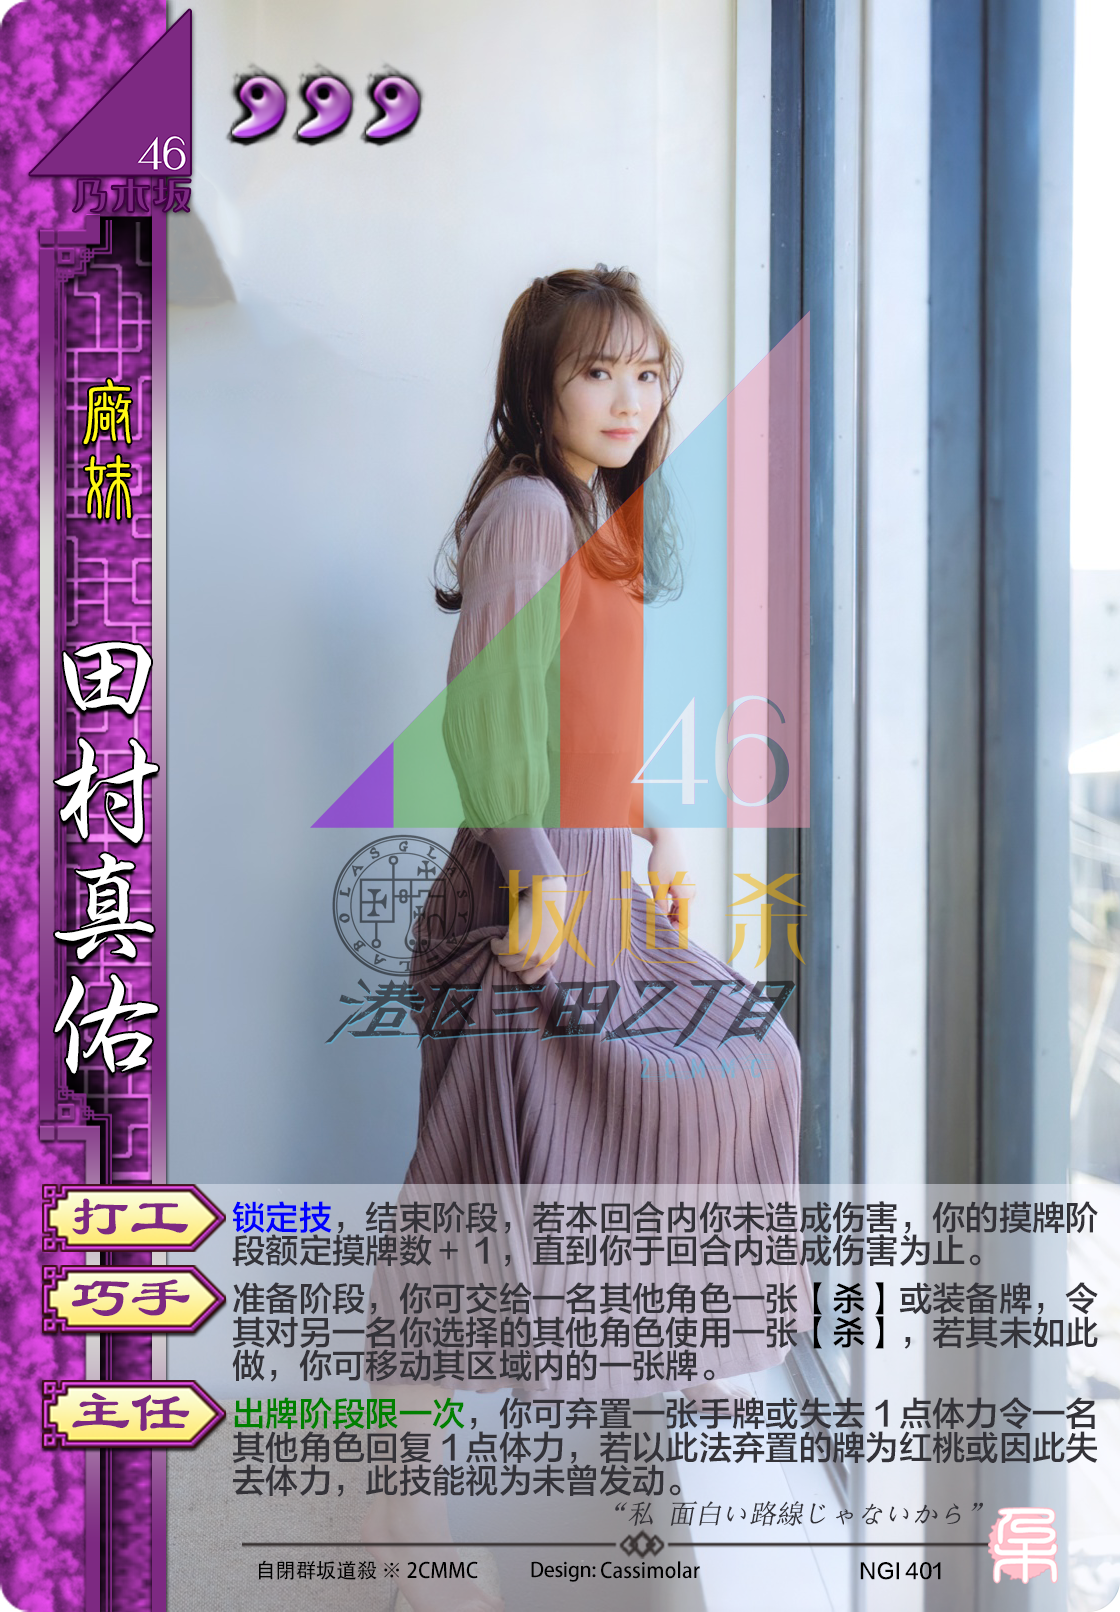 46
乃木坂
廠妹
田村真佑
46
GLASYALABOLAS
坂道杀
港区三田乙丁目
2CMMC
打工
锁定技，结束阶段，若本回合内你未造成伤害，你的摸牌阶
段额定摸牌数+1，直到你于回合内造成伤害为止。
巧手
准备阶段，你可交给一名其他角色一张【杀】或装备牌，令
其对另一名你选择的其他角色使用一张【杀】，若其未如此
做，你可移动其区域内的一张牌。
主任
出牌阶段限一次，你可弃置一张手牌或失去1点体力令一名
其他角色回复1点体力，若以此法弃置的牌为红桃或因此失
去体力，此技能视为未曾发动。
“私 面白い路線じゃないから”
自閉群坂道殺 ※ 2CMMC
Design: Cassimolar
NGI 401